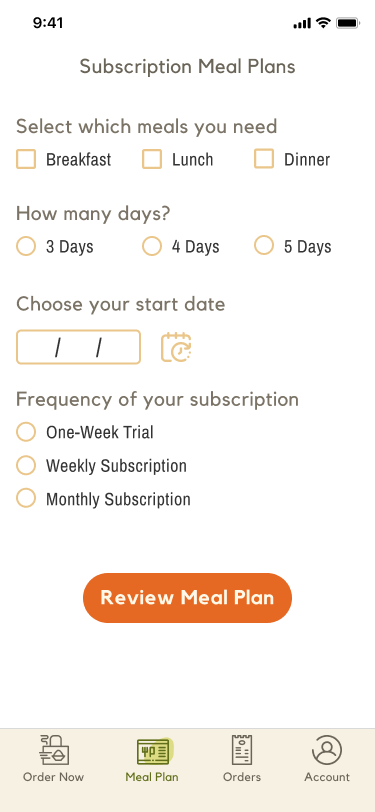 9:41
Subscription Meal Plans
Select which meals you need
Breakfast Lunch Dinner
How many days?
3 Days 4 Days 5 Days
Choose your start date
/ /
Frequency of your subscription
One-Week Trial
Weekly Subscription
Monthly Subscription
Review Meal Plan
Order Now Meal Plan Orders Account